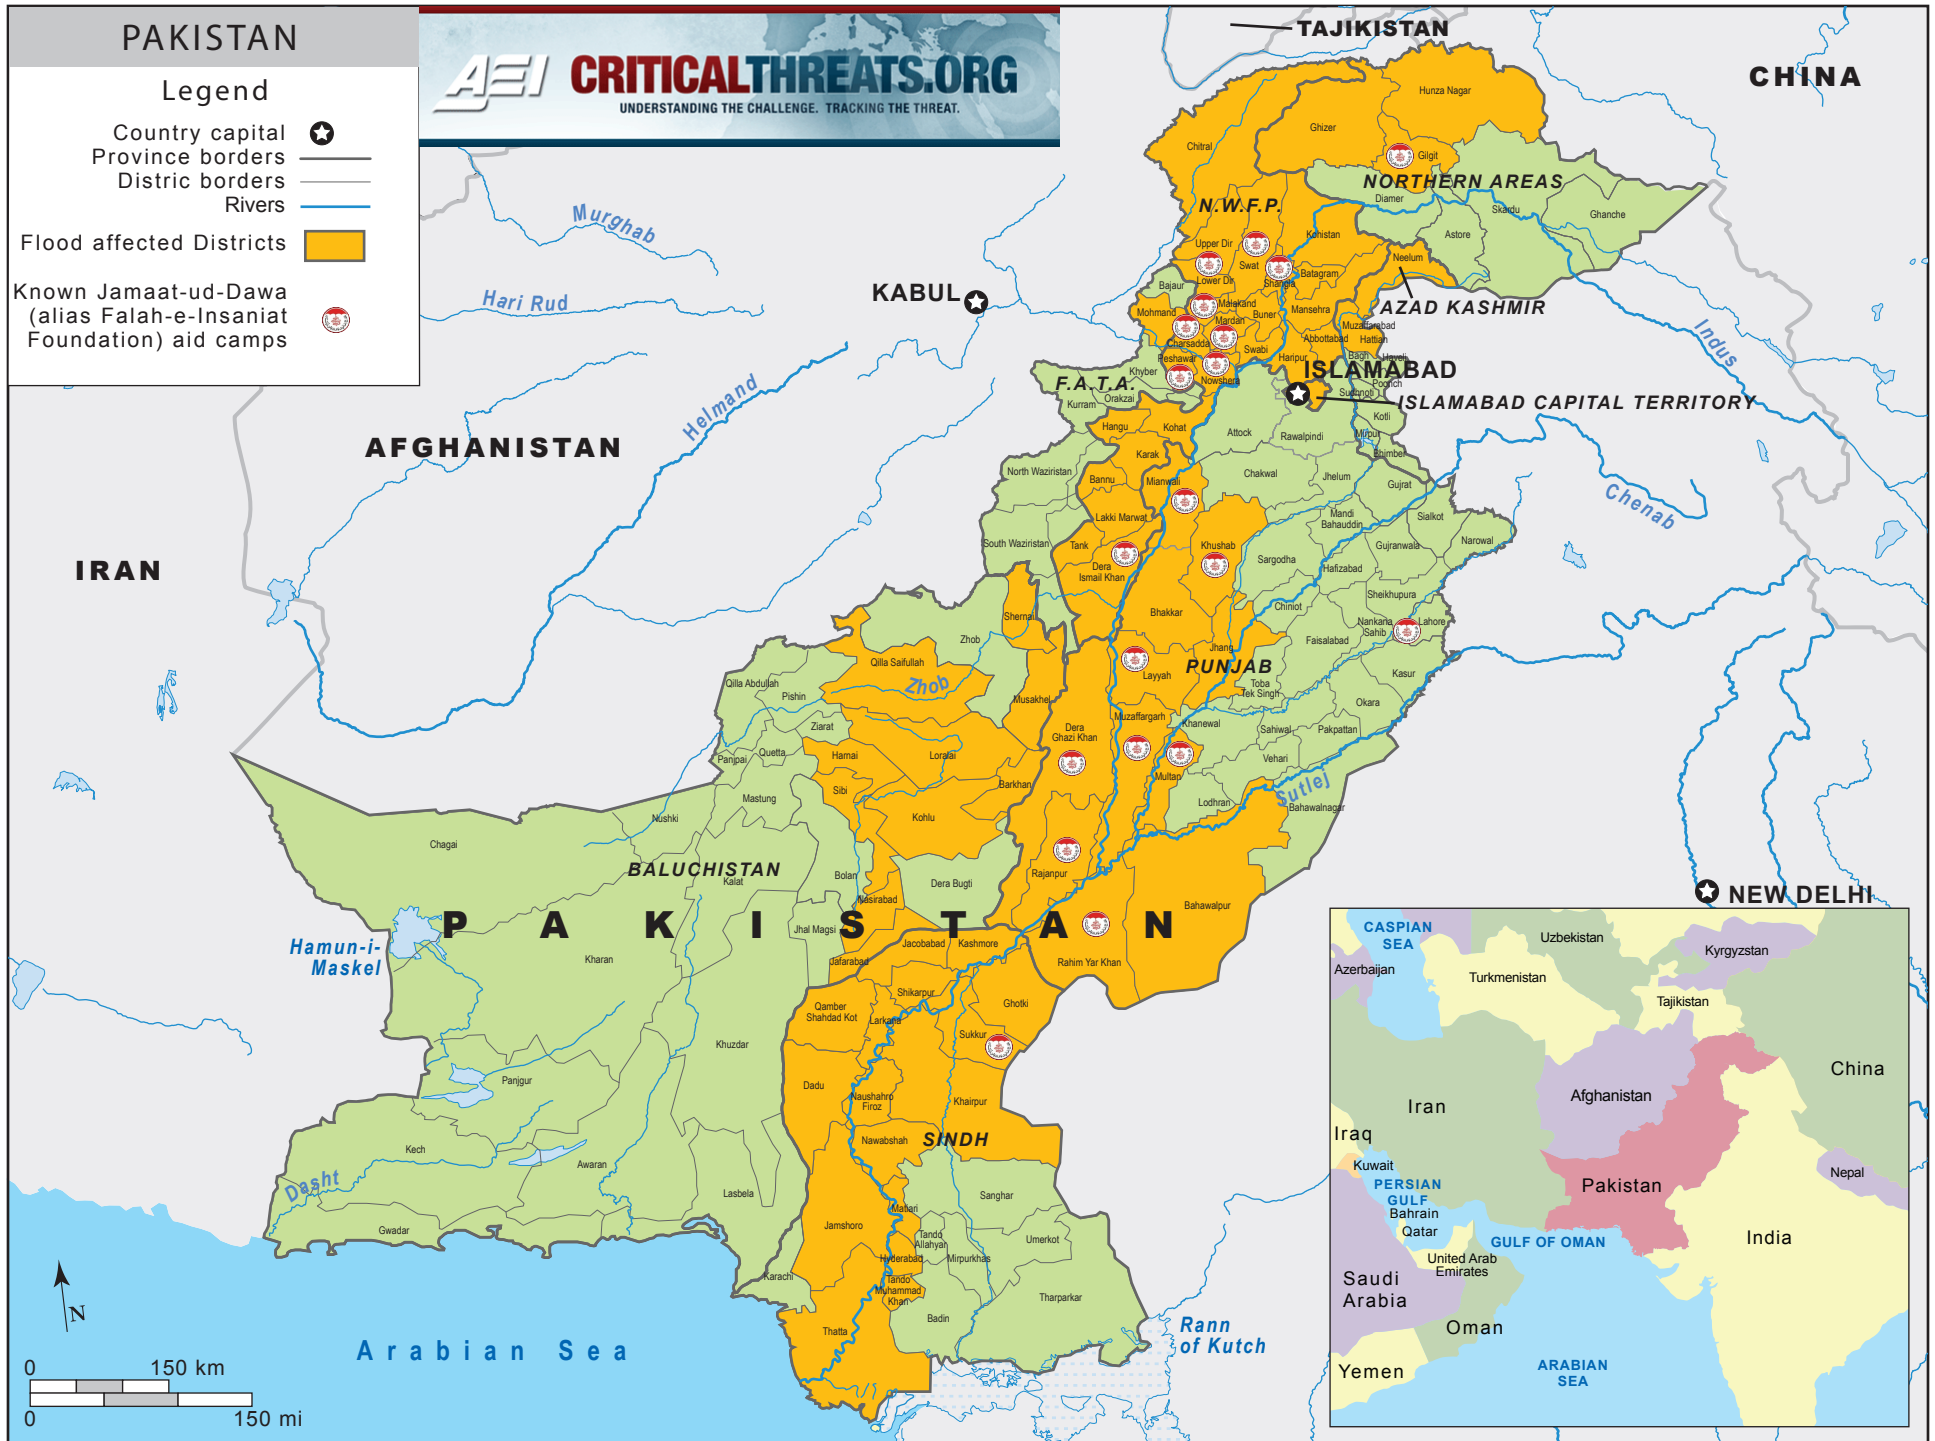 PAKISTAN
Legend
Country capital
Province borders
Distric borders
Rivers
Flood affected Districts
Known Jamaat-ud-Dawa
(alias Falah-e-Insaniat
Foundation) aid camps
AEI
CRITICALTHREATS.ORG
UNDERSTANDING THE CHALLENGE. TRACKING THE THREAT.
TAJIKISTAN
CHINA
Hunza Nagar
Ghizer
Chitral
Gilgit
NORTHERN AREAS
Diamer
Skardu
Ghanche
Astore
N.W.F.P.
Kohistan
Upper Dir
Swat
Lower Dir
Shangla
Batagram
Neelum
AZAD KASHMIR
Bajaur
Mohmand
Malakand
Mardan
Buner
Mansehra
Charsadda
Swabi
Abbottabad
Muzaffarabad
Hattian
Peshawar
Nowshera
Haripur
Bagh
Haveli
Khyber
F.A.T.A.
Orakzai
Kurram
ISLAMABAD
Poonch
Sudhnoti
ISLAMABAD CAPITAL TERRITORY
Kotli
Mirpur
Bhimber
Hangu
Kohat
Attock
Rawalpindi
Karak
North Waziristan
Bannu
Mianwali
Chakwal
Jhelum
Gujrat
Lakki Marwat
Mandi
Bahauddin
Sialkot
South Waziristan
Tank
Khushab
Gujranwala
Narowal
Dera
Ismail Khan
Sargodha
Hafizabad
Sheikhupura
Bhakkar
Chiniot
Nankana
Sahib
Lahore
Faisalabad
Jhang
PUNJAB
Layyah
Toba
Tek Singh
Kasur
Okara
Shernai
Zhob
Qilla Saifullah
Zhob
Qilla Abdullah
Pishin
Musakhel
Ziarat
Dera
Ghazi Khan
Muzaffargarh
Khanewal
Sahiwal
Pakpattan
Panjpai
Quetta
Harnai
Loralai
Vehari
Multan
Sibi
Barkhan
Mastung
Lodhran
Sutlej
Bahawalnagar
Nushki
Kohlu
Chagai
BALUCHISTAN
Kalat
Bolan
Dera Bugti
Rajanpur
Nasirabad
Bahawalpur
PAKISTAN
Jhal Magsi
Jacobabad
Kashmore
Jafarabad
Rahim Yar Khan
Kharan
Hamun-i-
Maskel
Shikarpur
Ghotki
Qamber
Shahdad Kot
Larkana
Sukkur
Khuzdar
Panjgur
Dadu
Naushahro
Firoz
Khairpur
Nawabshah
SINDH
Kech
Awaran
Dasht
Lasbela
Sanghar
Gwadar
Jamshoro
Matiari
Tando
Allahyar
Umerkot
Hyderabad
Mirpurkhas
Karachi
Tando
Muhammad
Khan
Tharparkar
Badin
Thatta
Rann
of Kutch
Arabian Sea
Murghab
Hari Rud
KABUL
Helmand
AFGHANISTAN
IRAN
Indus
Chenab
NEW DELHI
N
0 150 km
0 150 mi
CASPIAN
SEA
Uzbekistan
Kyrgyzstan
Azerbaijan
Turkmenistan
Tajikistan
China
Afghanistan
Iran
Iraq
Kuwait
PERSIAN
GULF
Bahrain
Qatar
Pakistan
Nepal
GULF OF OMAN
India
United Arab
Emirates
Saudi
Arabia
Oman
Yemen
ARABIAN
SEA